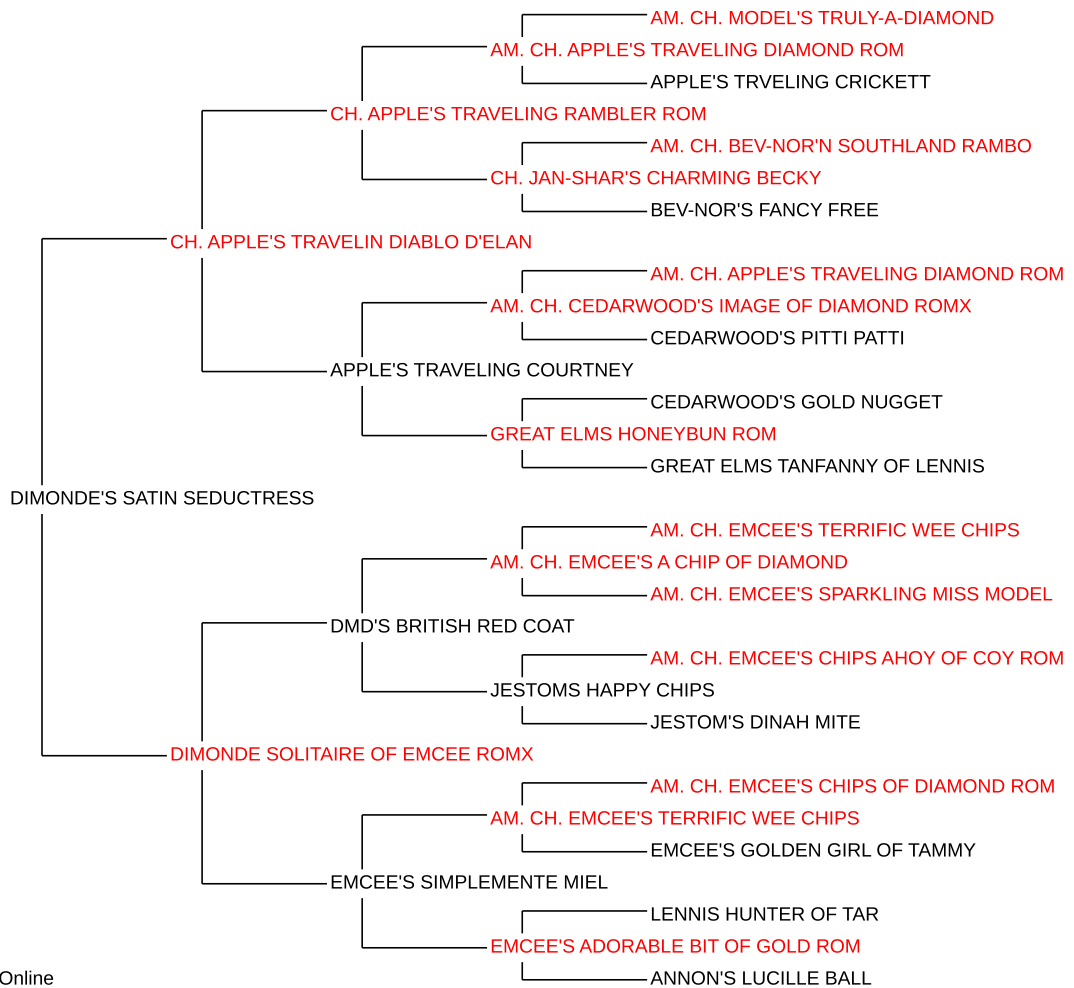 AM. CH. MODEL'S TRULY-A-DIAMOND
AM. CH. APPLE'S TRAVELING DIAMOND ROM
APPLE'S TRVELING CRICKETT
CH. APPLE'S TRAVELING RAMBLER ROM
AM. CH. BEV-NOR'N SOUTHLAND RAMBO
CH. JAN-SHAR'S CHARMING BECKY
BEV-NOR'S FANCY FREE
CH. APPLE'S TRAVELIN DIABLO D'ELAN
AM. CH. APPLE'S TRAVELING DIAMOND ROM
AM. CH. CEDARWOOD'S IMAGE OF DIAMOND ROMX
CEDARWOOD'S PITTI PATTI
APPLE'S TRAVELING COURTNEY
CEDARWOOD'S GOLD NUGGET
GREAT ELMS HONEYBUN ROM
GREAT ELMS TANFANNY OF LENNIS
DIMONDE'S SATIN SEDUCTRESS
AM. CH. EMCEE'S TERRIFIC WEE CHIPS
AM. CH. EMCEE'S A CHIP OF DIAMOND
AM. CH. EMCEE'S SPARKLING MISS MODEL
DMD'S BRITISH RED COAT
AM. CH. EMCEE'S CHIPS AHOY OF COY ROM
JESTOMS HAPPY CHIPS
JESTOM'S DINAH MITE
DIMONDE SOLITAIRE OF EMCEE ROMX
AM. CH. EMCEE'S CHIPS OF DIAMOND ROM
AM. CH. EMCEE'S TERRIFIC WEE CHIPS
EMCEE'S GOLDEN GIRL OF TAMMY
EMCEE'S SIMPLEMENTE MIEL
LENNIS HUNTER OF TAR
EMCEE'S ADORABLE BIT OF GOLD ROM
ANNON'S LUCILLE BALL
Online